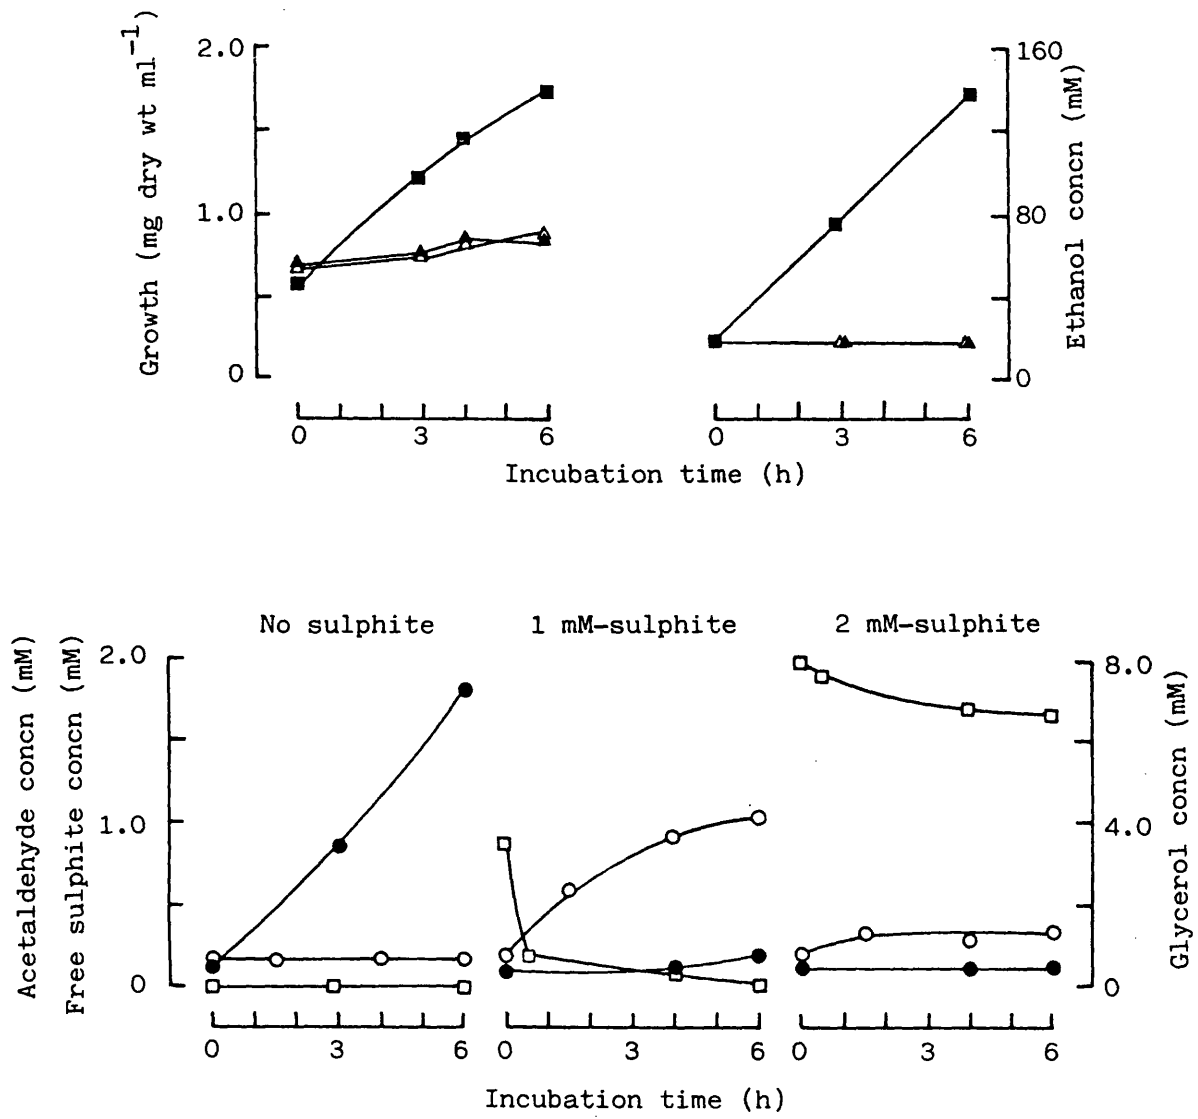 Growth (mg dry wt ml⁻¹)
2.0
1.0
0
0 3 6
160
80
0
Ethanol concn (mM)
0 3 6
Incubation time (h)
No sulphite
1 mM-sulphite
2 mM-sulphite
Acetaldehyde concn (mM)
Free sulphite concn (mM)
2.0
1.0
0
8.0
4.0
0
Glycerol concn (mM)
0 3 6
0 3 6
0 3 6
Incubation time (h)